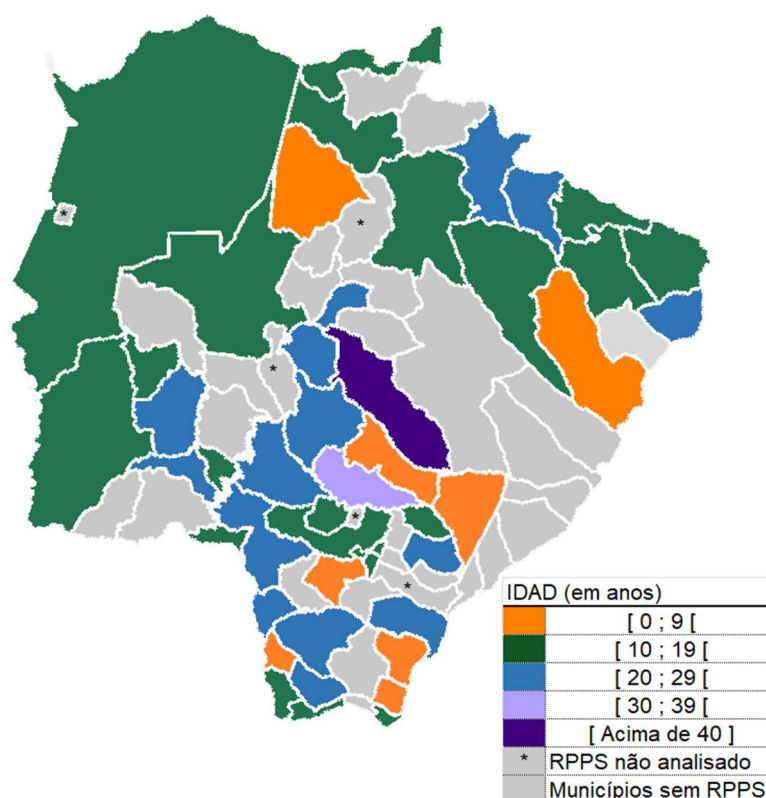 *
*
*
*
*
IDAD (em anos)
[ 0 ; 9 [
[ 10 ; 19 [
[ 20 ; 29 [
[ 30 ; 39 [
[ Acima de 40 ]
* RPPS não analisado
Municípios sem RPPS